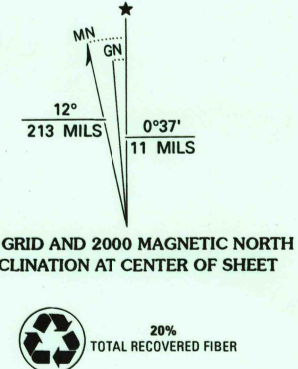 MN
GN
12°
213 MILS
0°37'
11 MILS
GRID AND 2000 MAGNETIC NORTH
CLINATION AT CENTER OF SHEET
20%
TOTAL RECOVERED FIBER